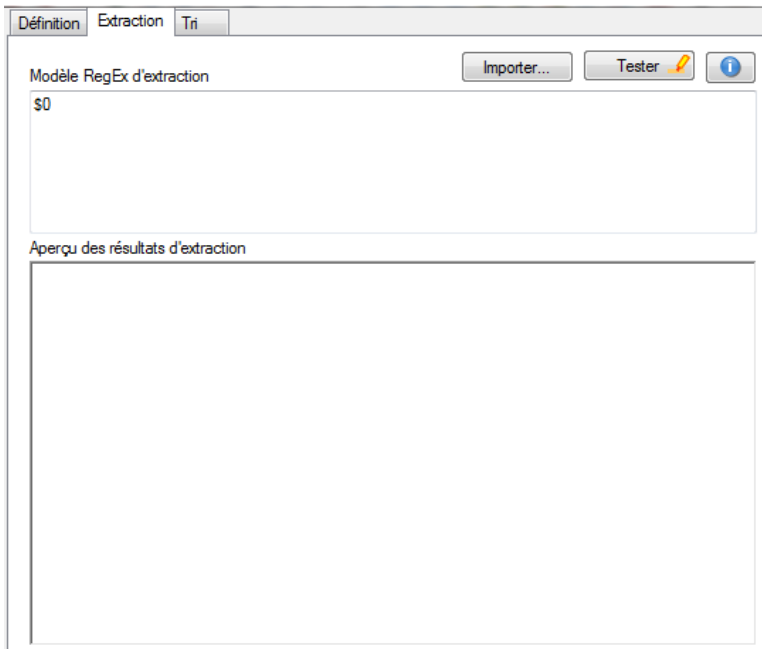 Définition Extraction Tri
Importer... Tester
Modèle RegEx d'extraction
$0
Aperçu des résultats d'extraction